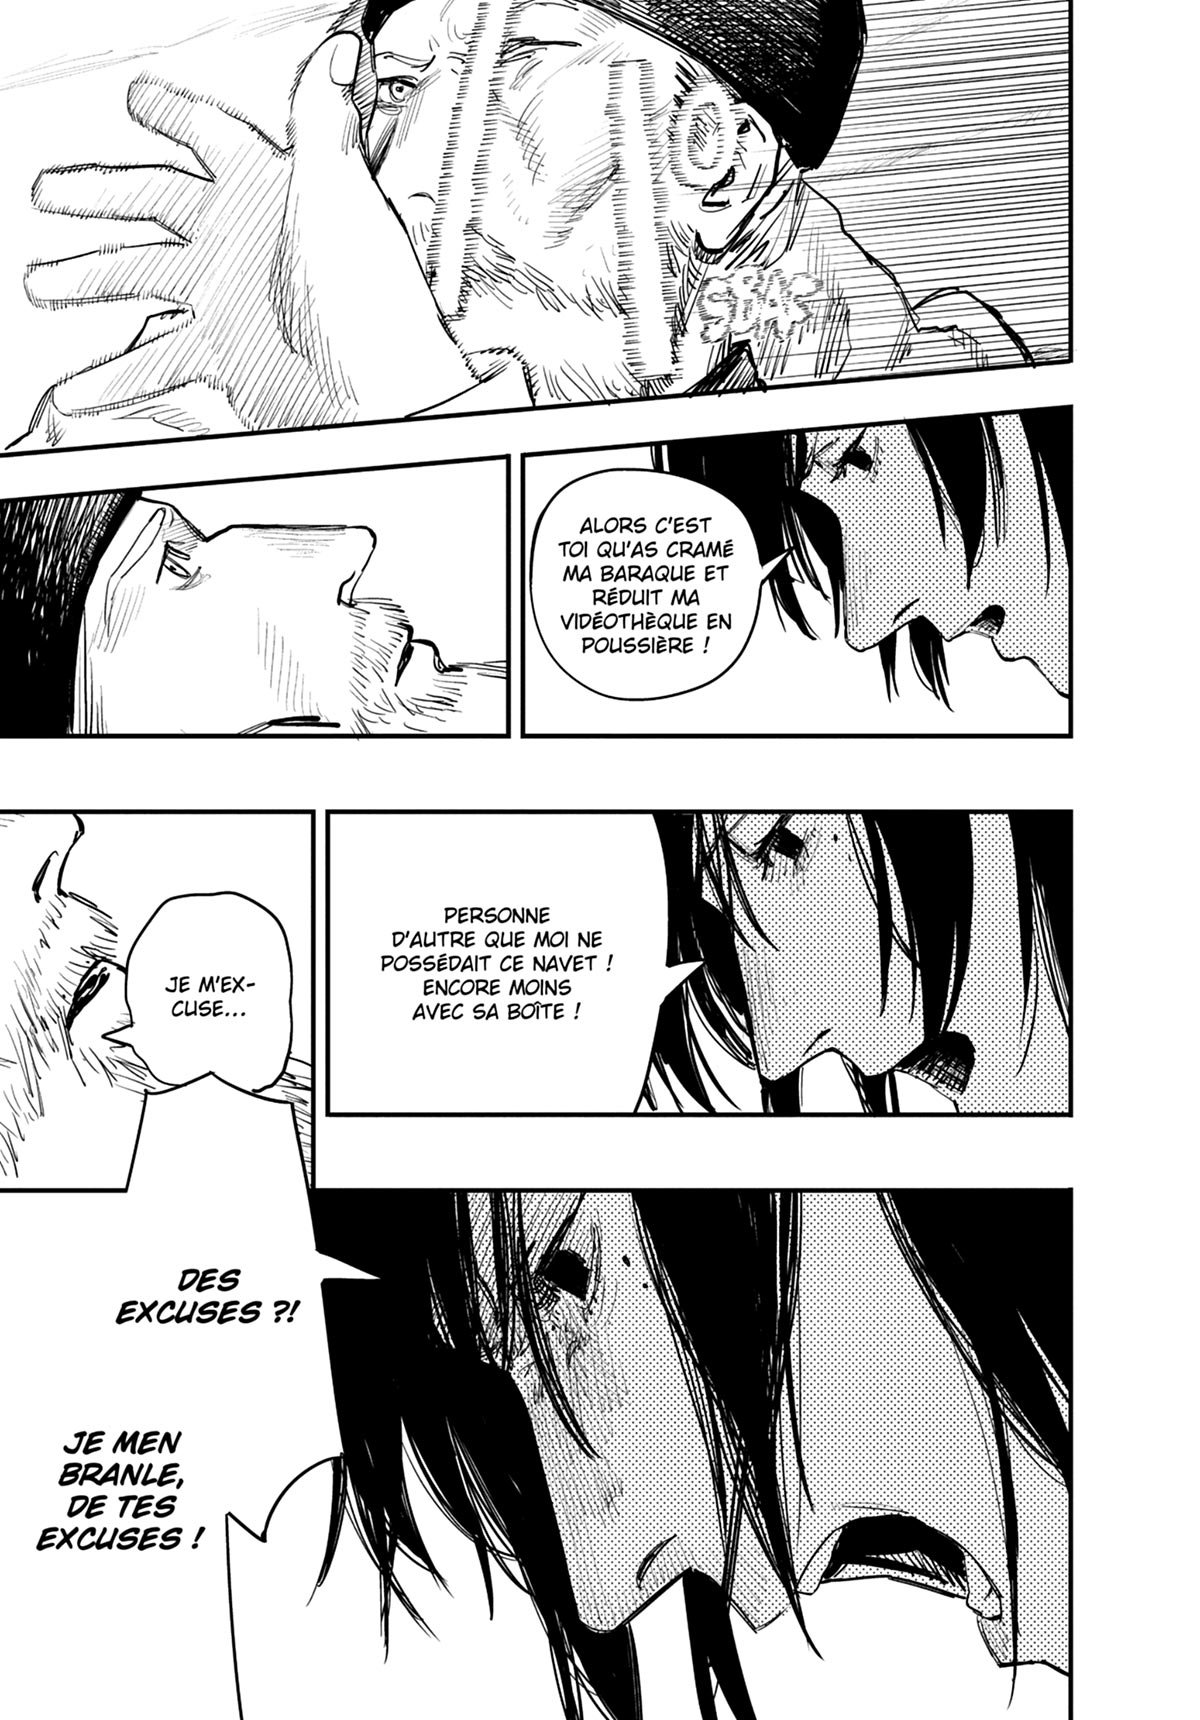 SBAF
ALORS C'EST
TOI QU'AS CRAMÉ
MA BARAQUE ET
RÉDUIT MA
VIDÉOTHÈQUE EN
POUSSIÈRE !
PERSONNE
D'AUTRE QUE MOI NE
POSSÉDAIT CE NAVET !
ENCORE MOINS
AVEC SA BOÎTE !
JE M'EX-
CUSE...
DES
EXCUSES ?!
JE MEN
BRANLE,
DE TES
EXCUSES !